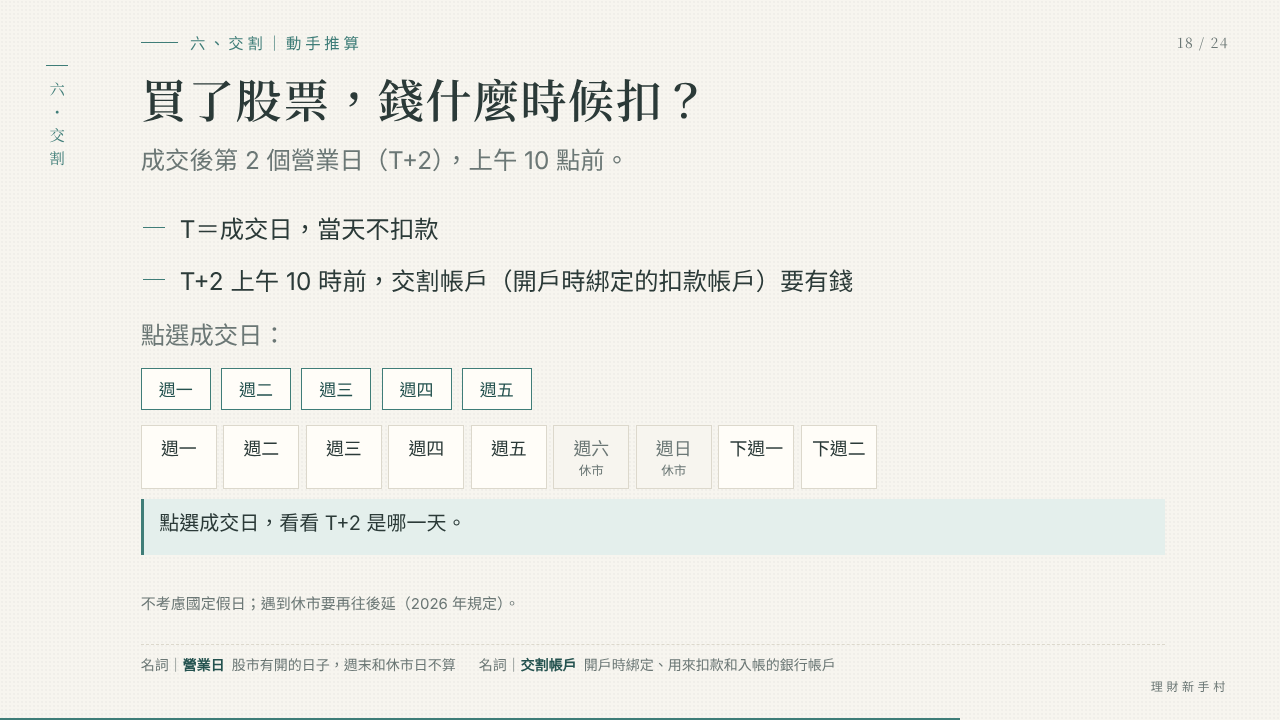 六、交割｜動手推算
18 / 24
六・交割
買了股票，錢什麼時候扣？
成交後第 2 個營業日（T+2），上午 10 點前。
— T＝成交日，當天不扣款
— T+2 上午 10 時前，交割帳戶（開戶時綁定的扣款帳戶）要有錢
點選成交日：
週一 週二 週三 週四 週五
週一 週二 週三 週四 週五 週六 週日 下週一 下週二
休市 休市
點選成交日，看看 T+2 是哪一天。
不考慮國定假日；遇到休市要再往後延（2026 年規定）。
名詞｜營業日 股市有開的日子，週末和休市日不算 名詞｜交割帳戶 開戶時綁定、用來扣款和入帳的銀行帳戶
理財新手村